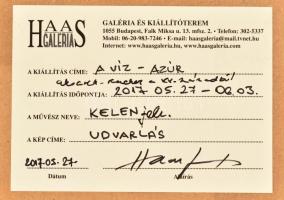 HAAS
GALÉRIA
GALÉRIA ÉS KIÁLLÍTÓTEREM
1055 Budapest, Falk Miksa u. 13. mfsz. 2. • Telefon: 302-5337
Mobil: 06-20-983-7246 • E-mail: haasgaleria@mail.tvnet.hu
Internet: www.haasgaleria.hu, www.haasgaleria.com
A KIÁLLÍTÁS CÍME: A VÍZ - AZÚR
A KIÁLLÍTÁS IDŐPONTJA: 2017.05.27-06.03.
A MŰVÉSZ NEVE: KELEN jelz.
A KÉP CÍME: UDVARLÁS
2017.05.27-
Dátum Aláírás